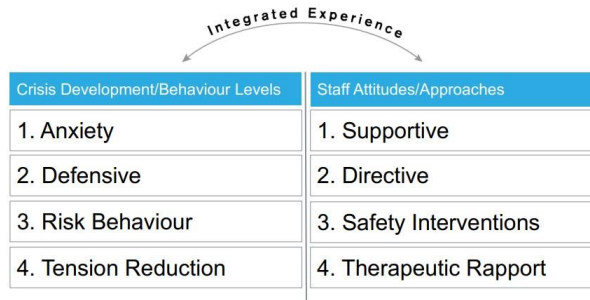 Integrated Experience
Crisis Development/Behaviour Levels
Staff Attitudes/Approaches
1. Anxiety
1. Supportive
2. Defensive
2. Directive
3. Risk Behaviour
3. Safety Interventions
4. Tension Reduction
4. Therapeutic Rapport